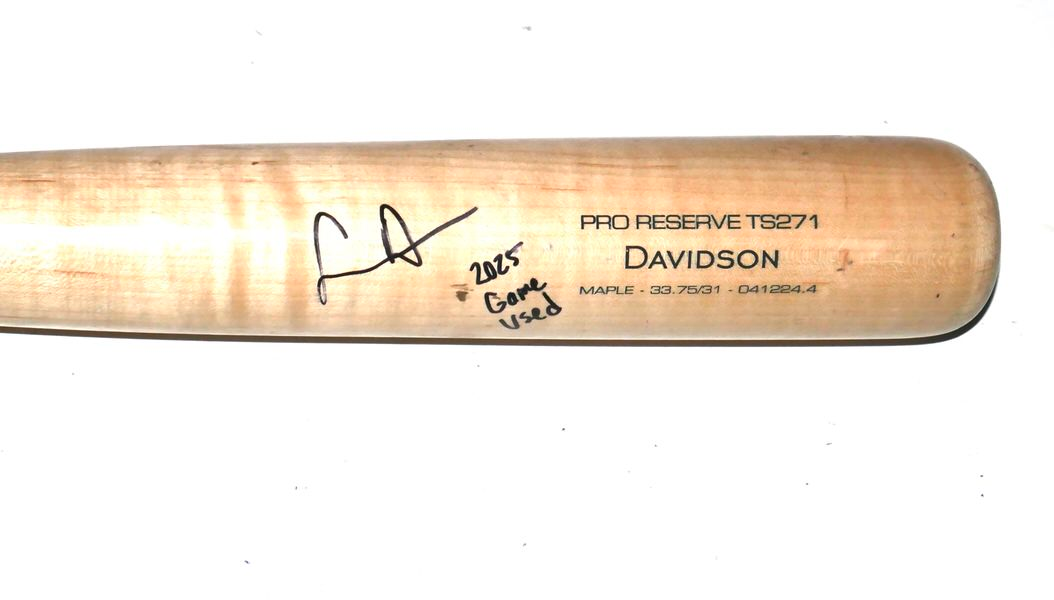 PRO RESERVE TS271
DAVIDSON
MAPLE - 33.75/31 - 041224.4
2025
Game
Used